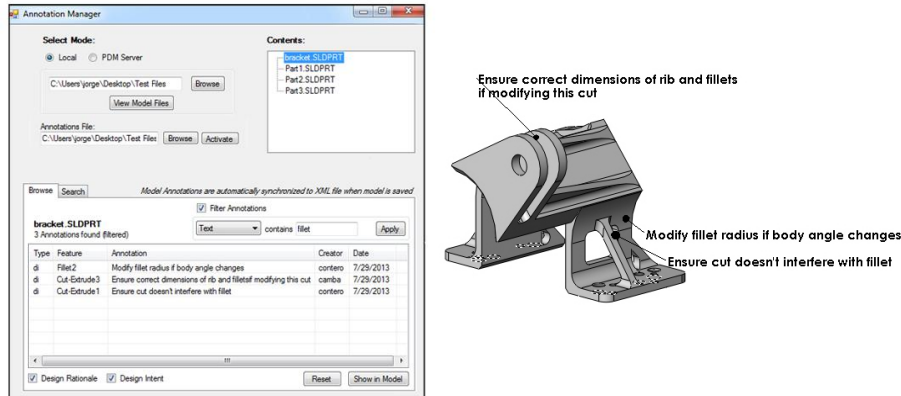 Annotation Manager
Select Mode:
Local PDM Server
C:\Users\jorge\Desktop\Test Files Browse
View Model Files
Annotations File:
C:\Users\jorge\Desktop\Test Files Browse Activate
Contents:
bracket.SLDPRT
Part1.SLDPRT
Part2.SLDPRT
Part3.SLDPRT
Browse Search Model Annotations are automatically synchronized to XML file when model is saved
Filter Annotations
bracket.SLDPRT
3 Annotations found (filtered)
Text contains fillet Apply
Type Feature Annotation Creator Date
di Fillet2 Modify fillet radius if body angle changes contero 7/29/2013
di Cut-Extrude3 Ensure correct dimensions of rib and filletsif modifying this cut camba 7/29/2013
di Cut-Extrude1 Ensure cut doesn't interfere with fillet contero 7/29/2013
Design Rationale Design Intent Reset Show in Model
Ensure correct dimensions of rib and fillets
if modifying this cut
Modify fillet radius if body angle changes
Ensure cut doesn't interfere with fillet